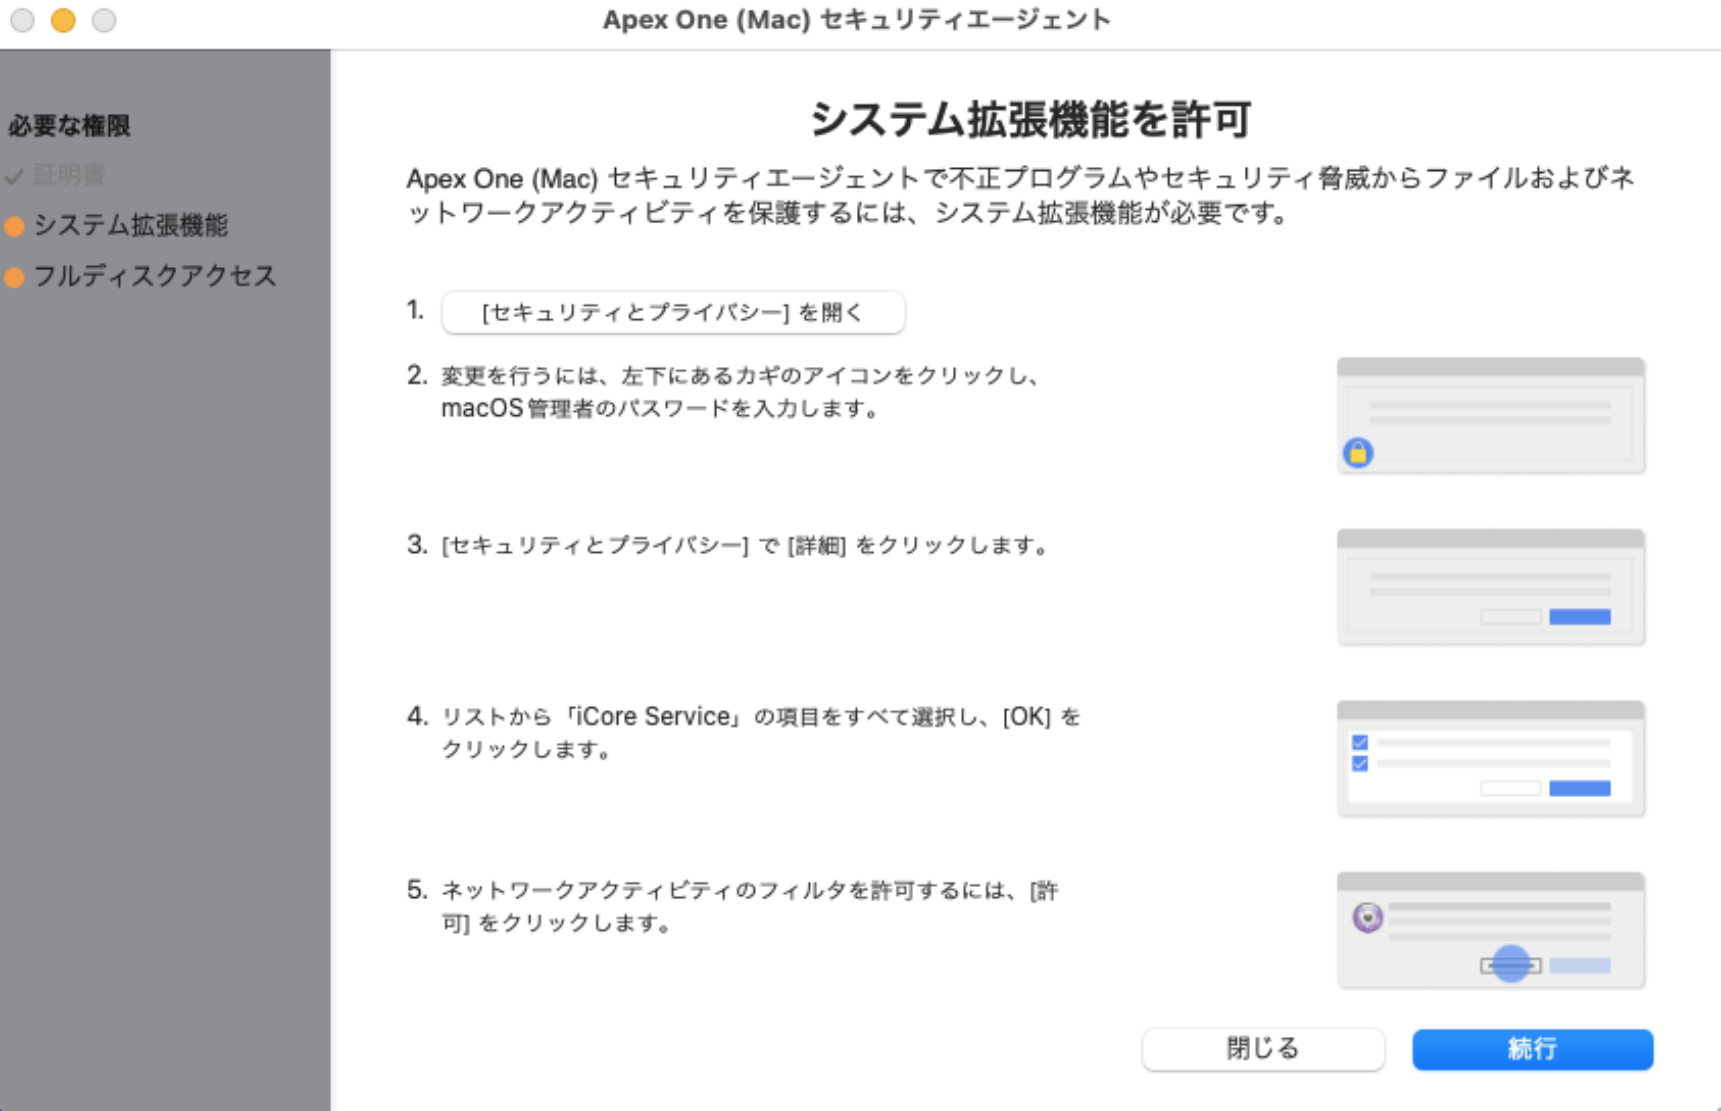 Apex One (Mac) セキュリティエージェント
必要な権限
証明書
システム拡張機能
フルディスクアクセス
システム拡張機能を許可
Apex One (Mac) セキュリティエージェントで不正プログラムやセキュリティ脅威からファイルおよびネ
ットワークアクティビティを保護するには、システム拡張機能が必要です。
1. [セキュリティとプライバシー] を開く
2. 変更を行うには、左下にあるカギのアイコンをクリックし、
macOS管理者のパスワードを入力します。
3. [セキュリティとプライバシー] で [詳細] をクリックします。
4. リストから「iCore Service」の項目をすべて選択し、[OK] を
クリックします。
5. ネットワークアクティビティのフィルタを許可するには、[許
可] をクリックします。
閉じる
続行